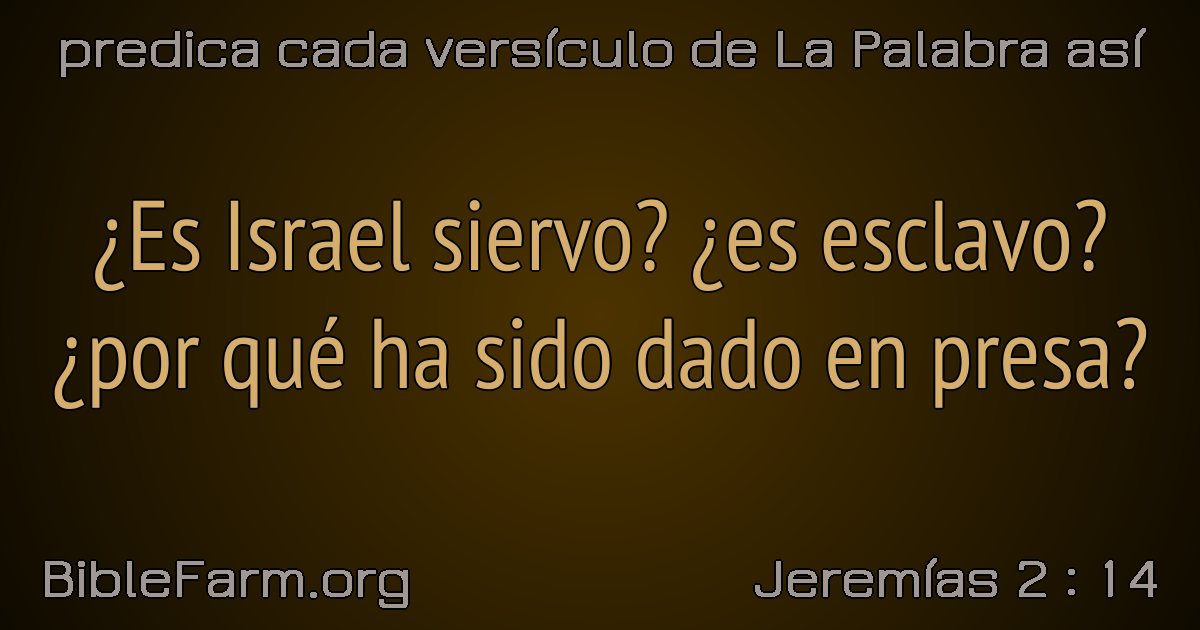 predica cada versículo de La Palabra así
¿Es Israel siervo? ¿es esclavo?
¿por qué ha sido dado en presa?
BibleFarm.org
Jeremías 2 : 14